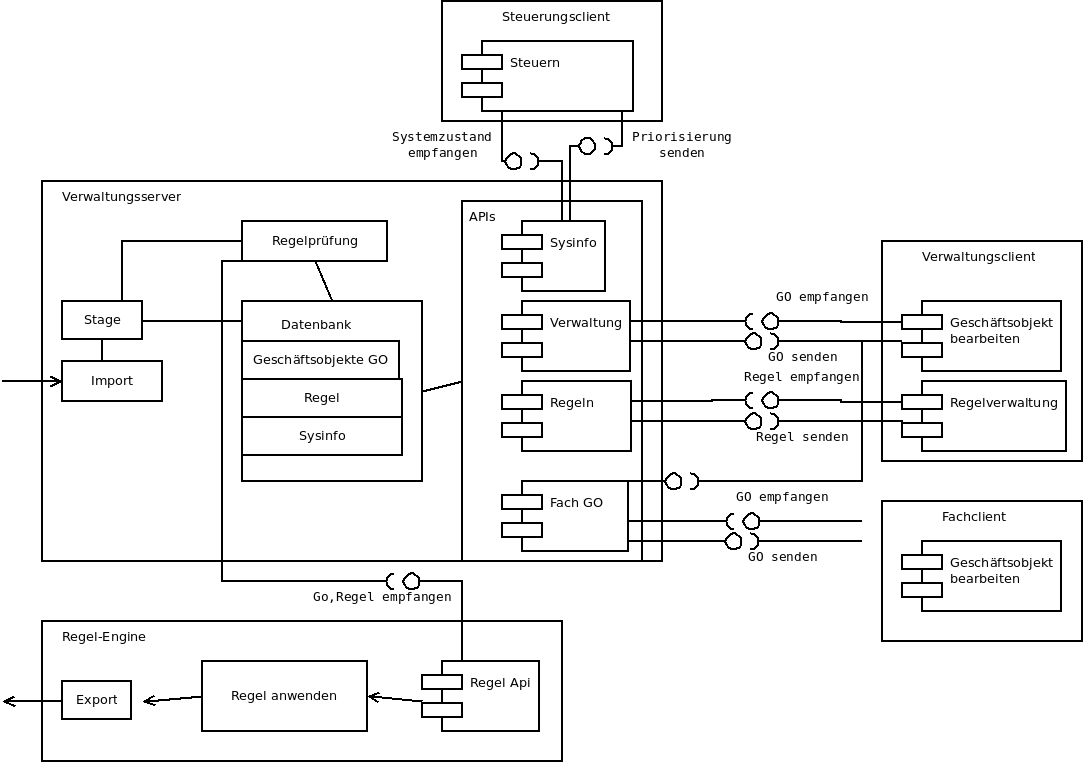 Steuerungsclient
Steuern
Systemzustand
empfangen
Priorisierung
senden
Verwaltungsserver
APIs
Regelprüfung
Sysinfo
Stage
Datenbank
Geschäftsobjekte GO
Import
Regel
Sysinfo
Verwaltung
Regeln
Fach GO
GO empfangen
GO senden
Regel empfangen
Regel senden
Verwaltungsclient
Geschäftsobjekt
bearbeiten
Regelverwaltung
GO empfangen
GO senden
Fachclient
Geschäftsobjekt
bearbeiten
Go,Regel empfangen
Regel-Engine
Export
Regel anwenden
Regel Api